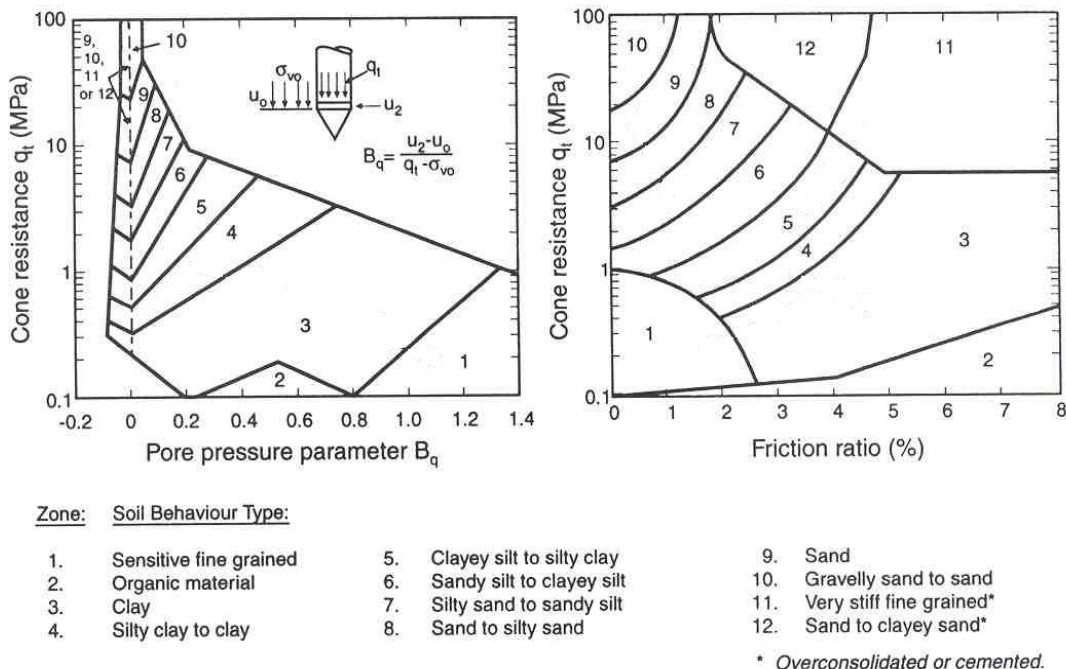 100
10
1
0.1
Cone resistance qt (MPa)
-0.2 0 0.2 0.4 0.6 0.8 1.0 1.2 1.4
Pore pressure parameter Bq
9,
10,
11
or 12
10
9
8
7
6
5
4
3
2
1
σvo
uo
qt
u2
Bq= u2-uo
qt-σvo
100
10
1
0.1
Cone resistance qt (MPa)
0 1 2 3 4 5 6 7 8
Friction ratio (%)
10
9
8
7
6
5
4
3
2
1
12
11
Zone: Soil Behaviour Type:
1. Sensitive fine grained
2. Organic material
3. Clay
4. Silty clay to clay
5. Clayey silt to silty clay
6. Sandy silt to clayey silt
7. Silty sand to sandy silt
8. Sand to silty sand
9. Sand
10. Gravelly sand to sand
11. Very stiff fine grained*
12. Sand to clayey sand*
* Overconsolidated or cemented.